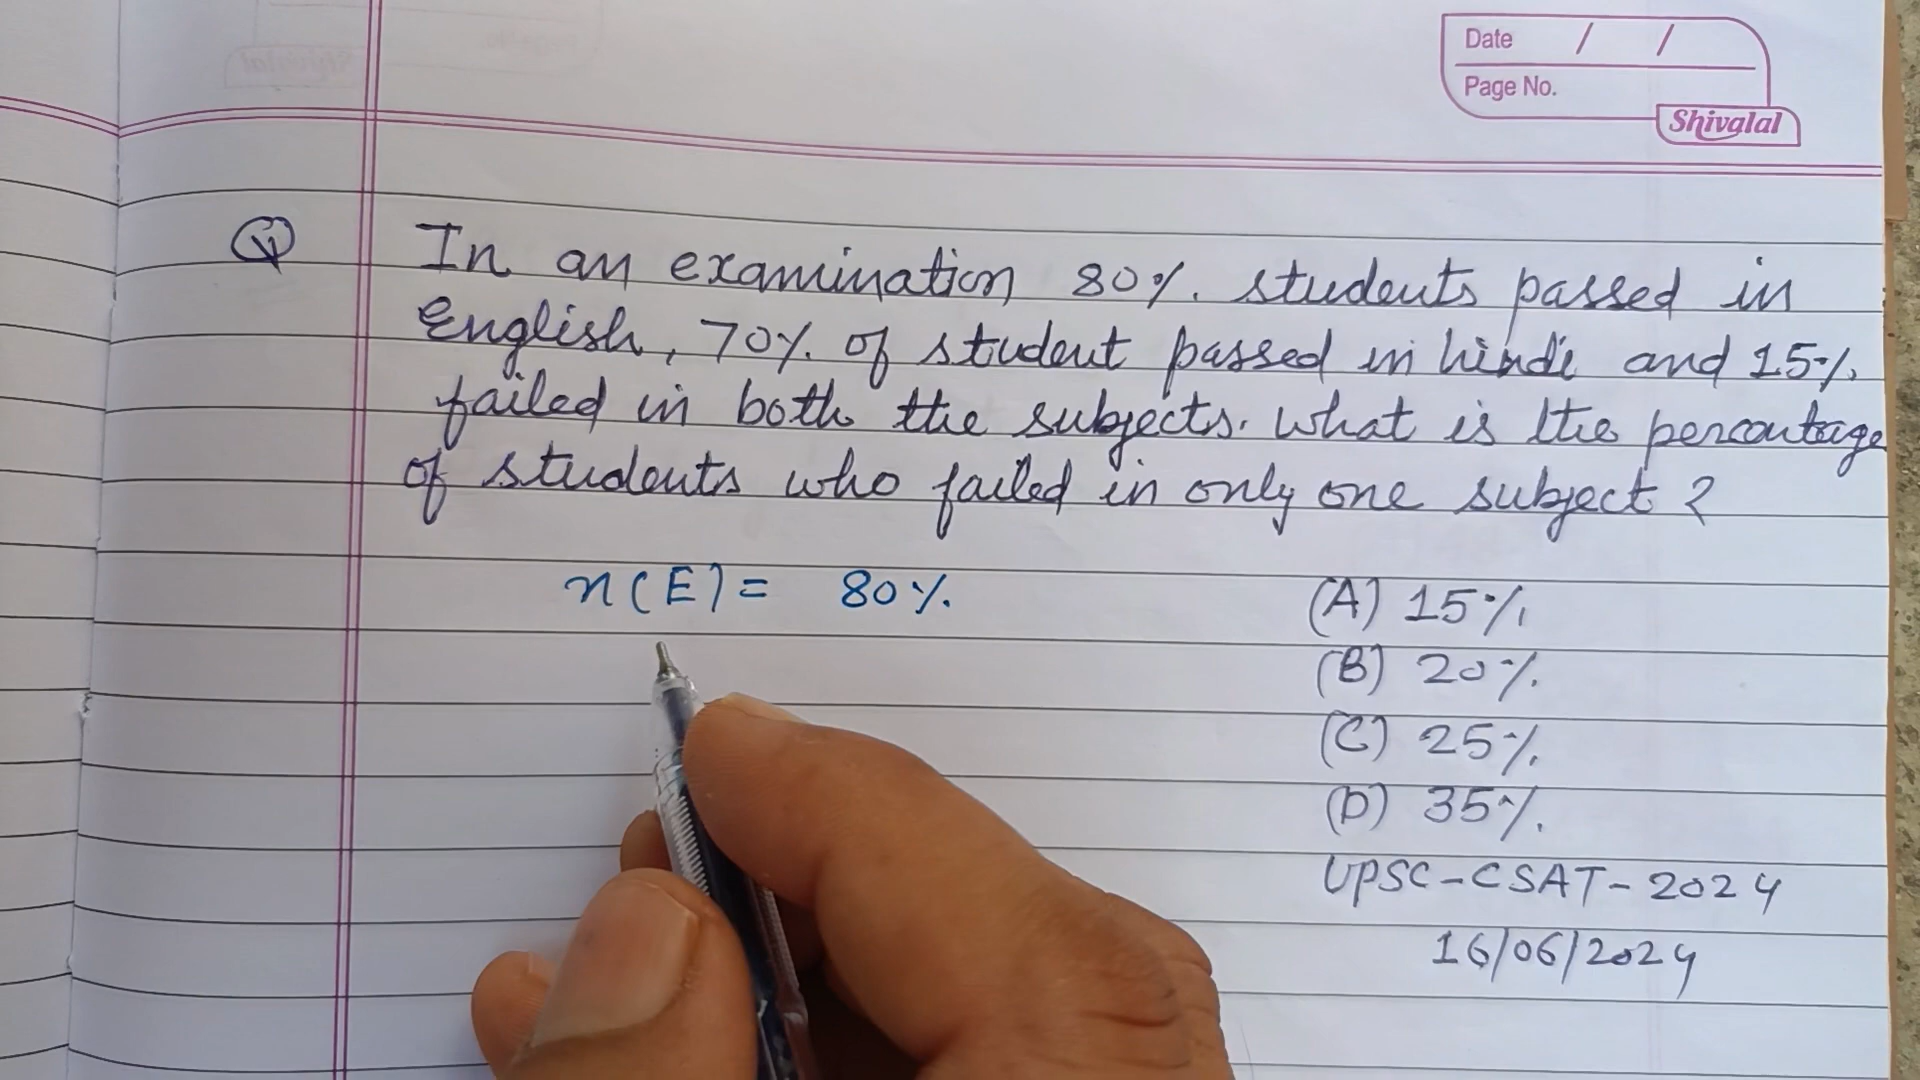 Date / /
Page No.
Shivalal
Q In an examination 80%. students passed in
English, 70%. of student passed in hindi and 15%.
failed in both the subjects. what is the percentage
of students who failed in only one subject ?
n(E) = 80%.
(A) 15%
(B) 20%.
(C) 25%.
(D) 35%.
UPSC-CSAT-2024
16/06/2024